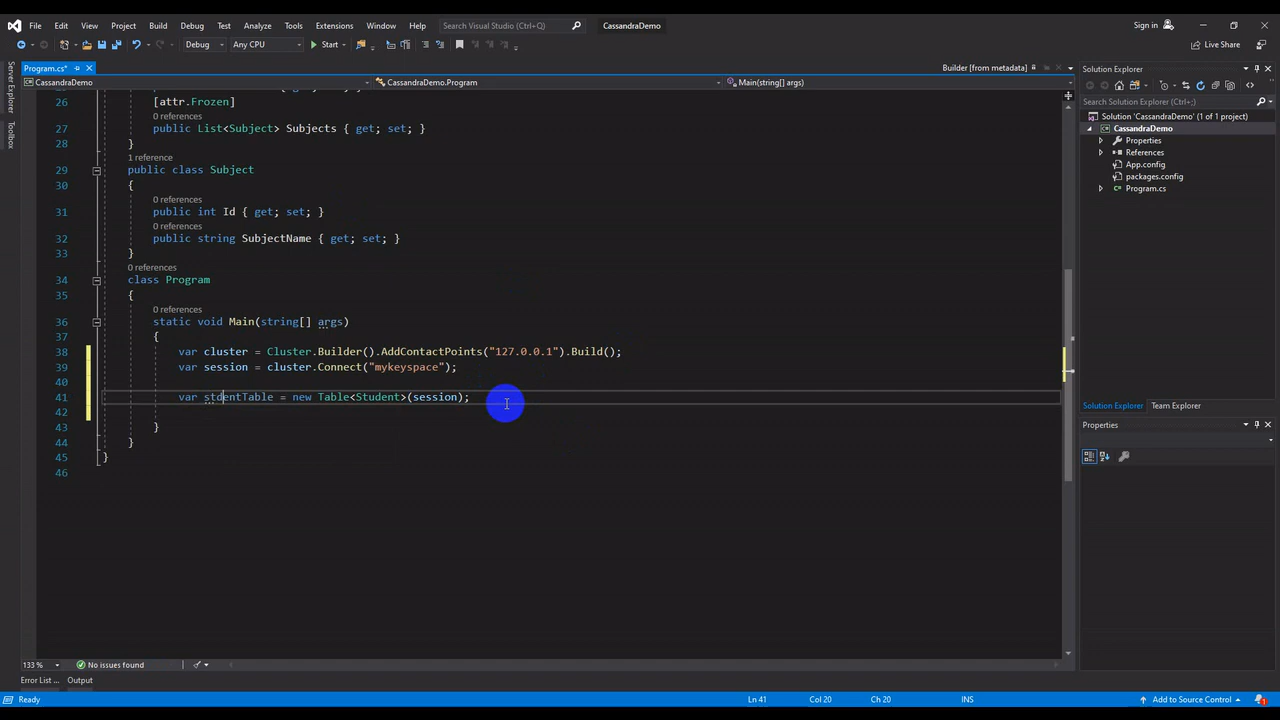 File Edit View Project Build Debug Test Analyze Tools Extensions Window Help Search Visual Studio (Ctrl+Q) CassandraDemo Sign in
Debug Any CPU Start Live Share
Program.cs* Builder [from metadata] Solution Explorer
CassandraDemo CassandraDemo.Program Main(string[] args)
Search Solution Explorer (Ctrl+;)
Solution 'CassandraDemo' (1 of 1 project)
CassandraDemo
Properties
References
App.config
packages.config
Program.cs
Server Explorer
Toolbox
26 [attr.Frozen]
0 references
27 public List<Subject> Subjects { get; set; }
28 }
1 reference
29 public class Subject
30 {
0 references
31 public int Id { get; set; }
0 references
32 public string SubjectName { get; set; }
33 }
0 references
34 class Program
35 {
0 references
36 static void Main(string[] args)
37 {
38 var cluster = Cluster.Builder().AddContactPoints("127.0.0.1").Build();
39 var session = cluster.Connect("mykeyspace");
40
41 var stdentTable = new Table<Student>(session);
42
43 }
44 }
45 }
46
Solution Explorer Team Explorer
Properties
133 % No issues found
Error List Output
Ready Ln 41 Col 20 Ch 20 INS Add to Source Control 1